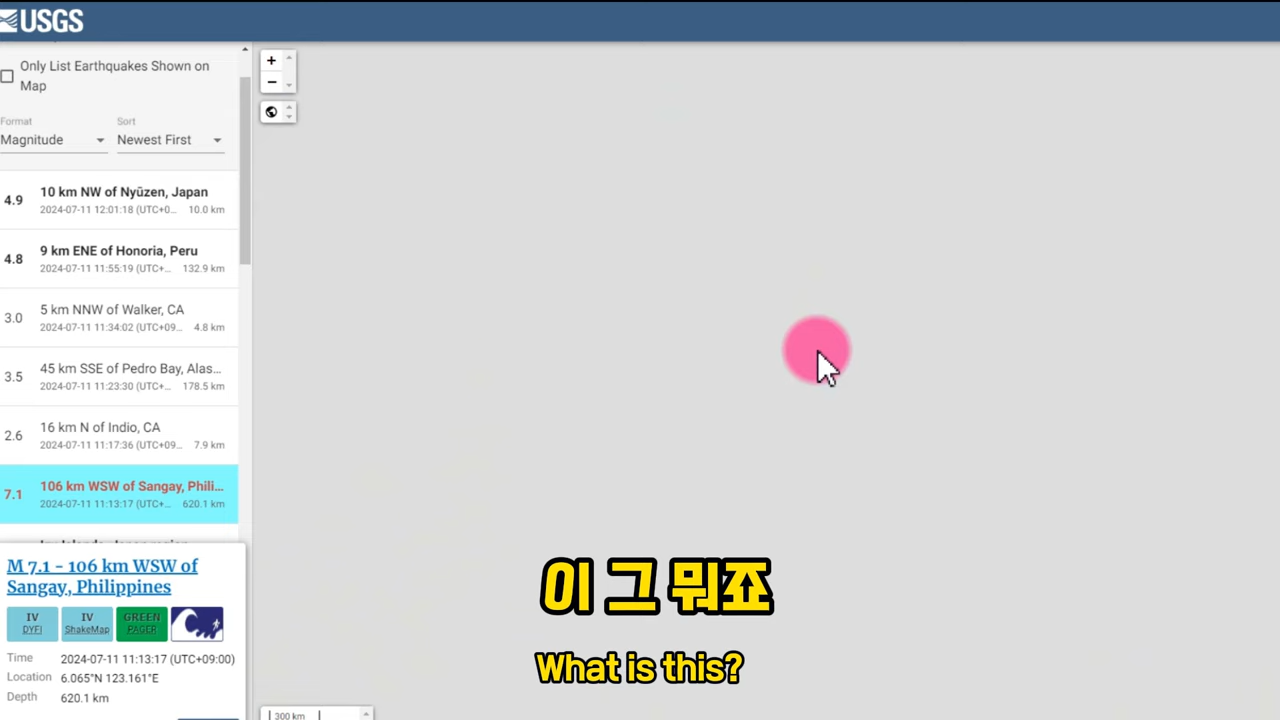 USGS
Only List Earthquakes Shown on
Map
Format
Sort
Magnitude
Newest First
4.9
10 km NW of Nyūzen, Japan
2024-07-11 12:01:18 (UTC+0... 10.0 km
4.8
9 km ENE of Honoria, Peru
2024-07-11 11:55:19 (UTC+... 132.9 km
3.0
5 km NNW of Walker, CA
2024-07-11 11:34:02 (UTC+09... 4.8 km
3.5
45 km SSE of Pedro Bay, Alas...
2024-07-11 11:23:30 (UTC+... 178.5 km
2.6
16 km N of Indio, CA
2024-07-11 11:17:36 (UTC+09... 7.9 km
7.1
106 km WSW of Sangay, Phili...
2024-07-11 11:13:17 (UTC+... 620.1 km
M 7.1 - 106 km WSW of
Sangay, Philippines
IV
DYFI
IV
ShakeMap
GREEN
PAGER
Time 2024-07-11 11:13:17 (UTC+09:00)
Location 6.065°N 123.161°E
Depth 620.1 km
300 km
이 그 뭐죠
What is this?